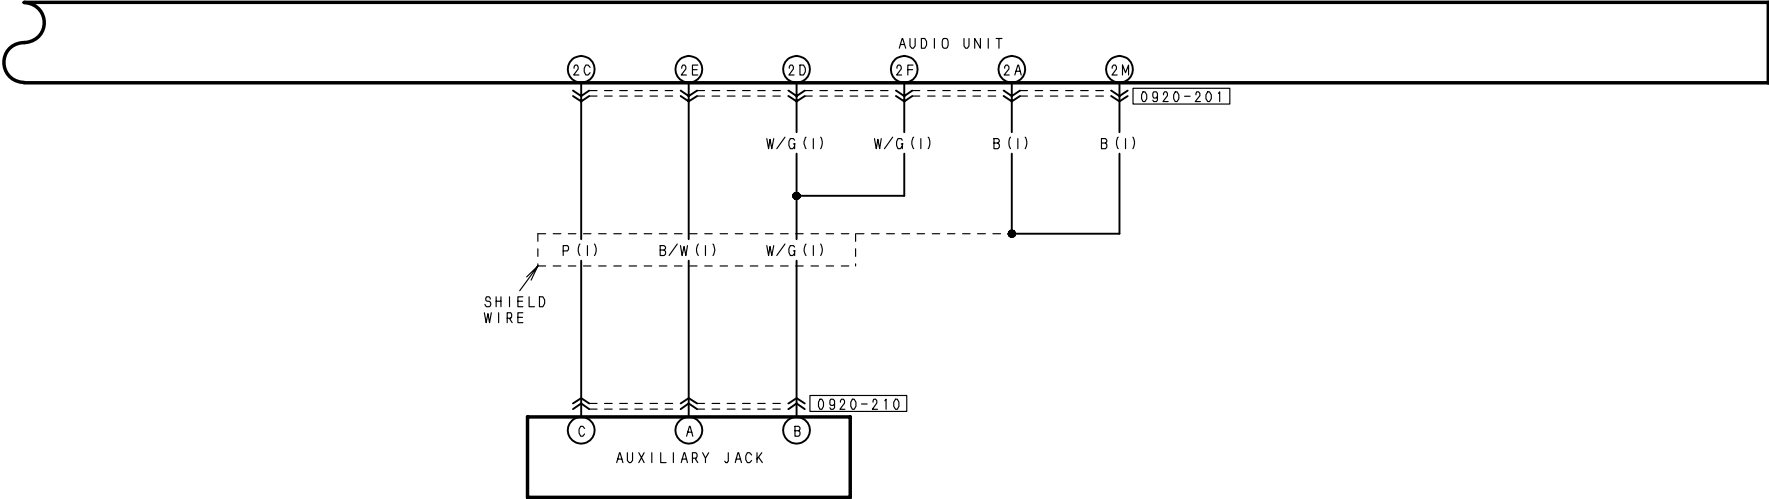 AUDIO UNIT
2C 2E 2D 2F 2A 2M
0920-201
W/G(I) W/G(I) B(I) B(I)
P(I) B/W(I) W/G(I)
SHIELD
WIRE
0920-210
C A B
AUXILIARY JACK